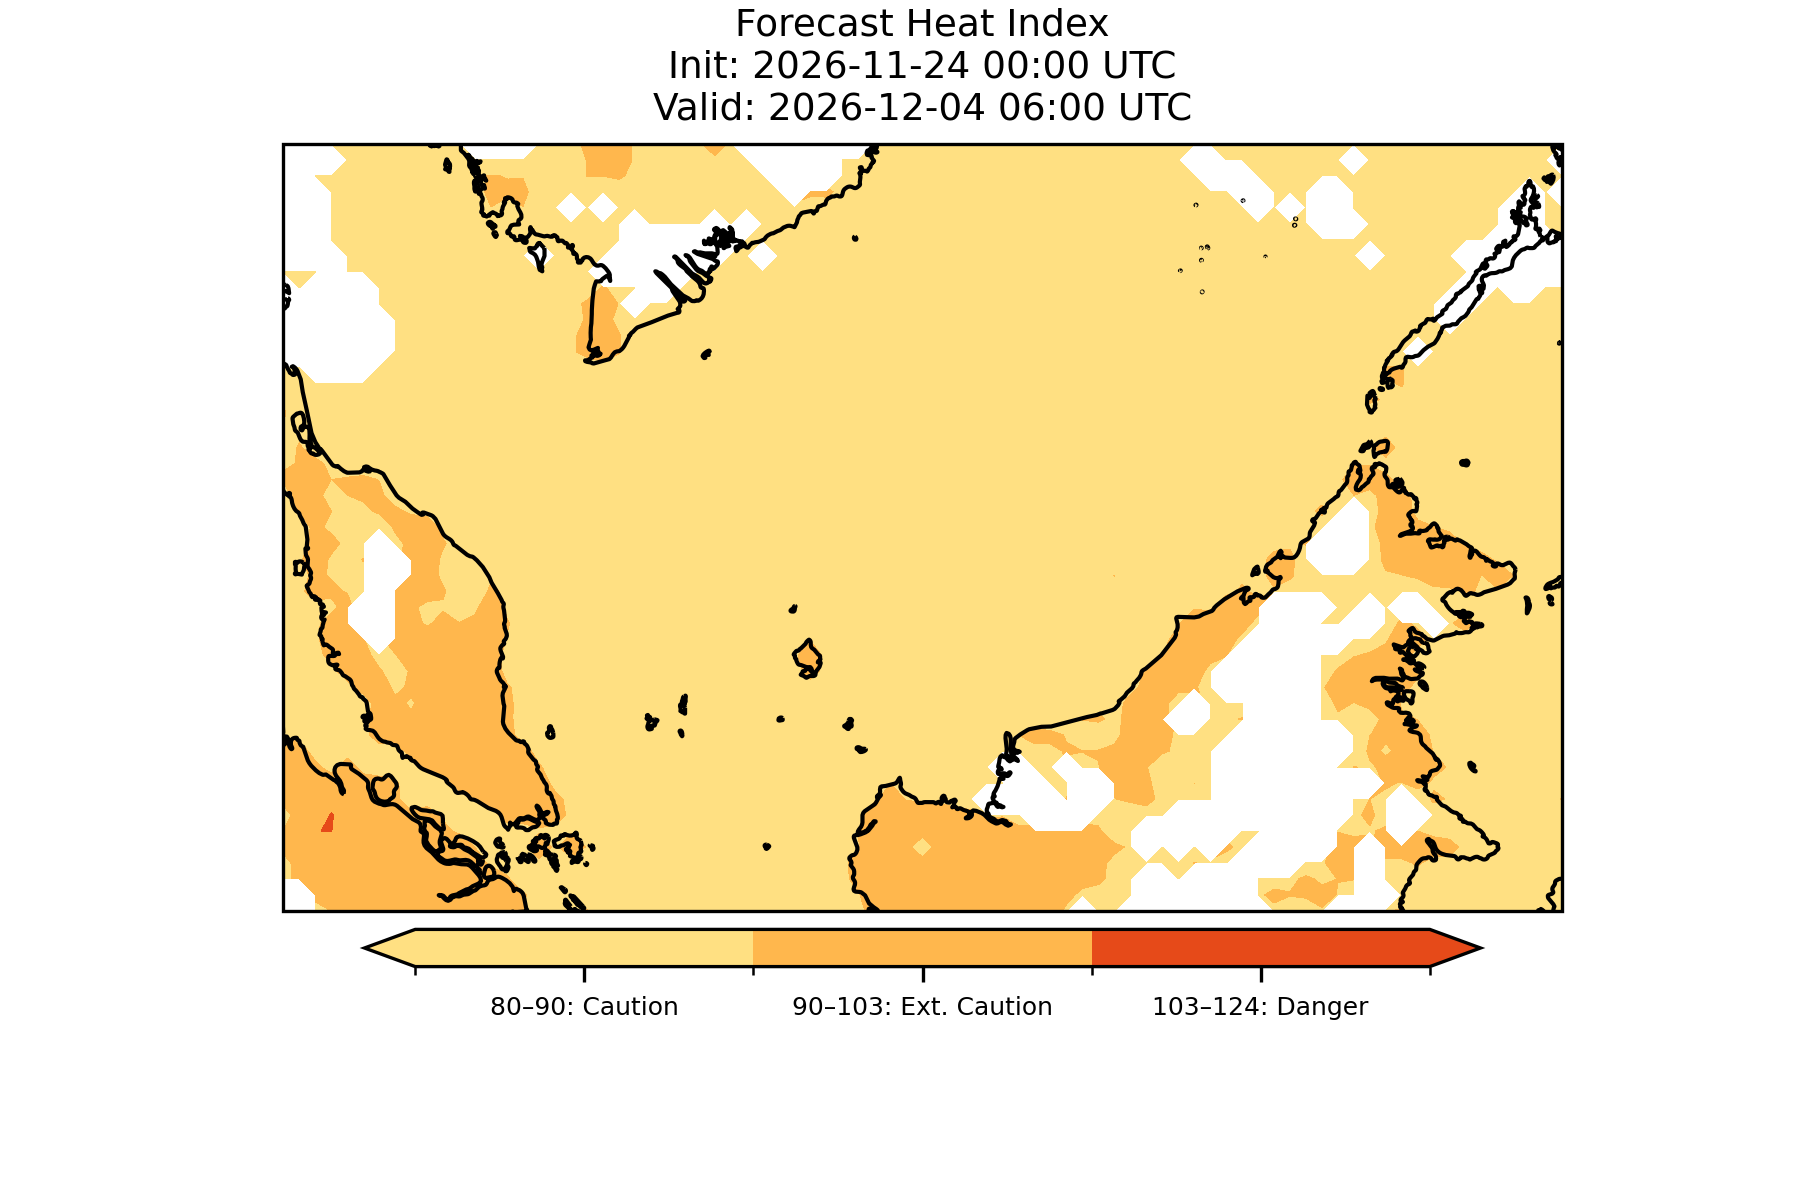 Forecast Heat Index
Init: 2026-11-24 00:00 UTC
Valid: 2026-12-04 06:00 UTC
80–90: Caution
90–103: Ext. Caution
103–124: Danger